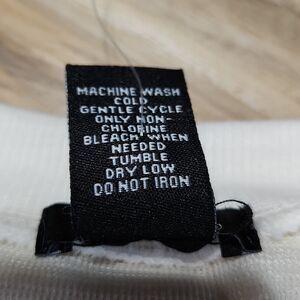 MACHINE WASH
COLD
GENTLE CYCLE
ONLY NON-
CHLORINE
BLEACH WHEN
NEEDED
TUMBLE
DRY LOW
DO NOT IRON